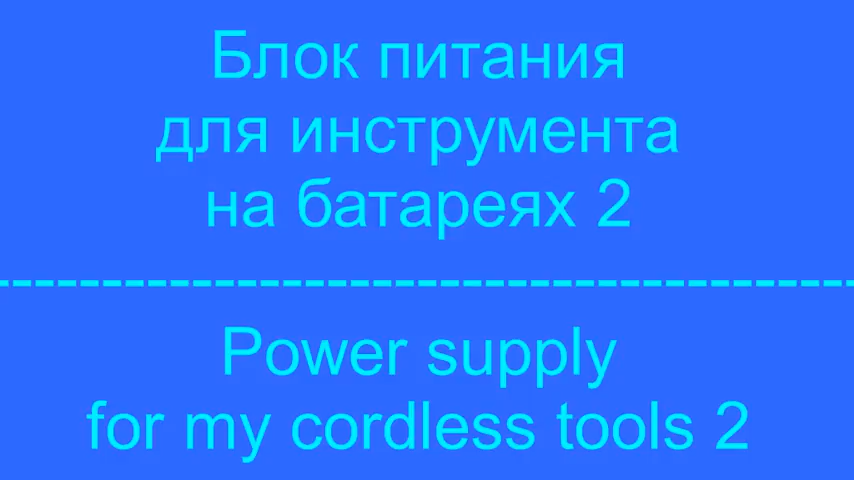 Блок питания
для инструмента
на батареях 2
Power supply
for my cordless tools 2